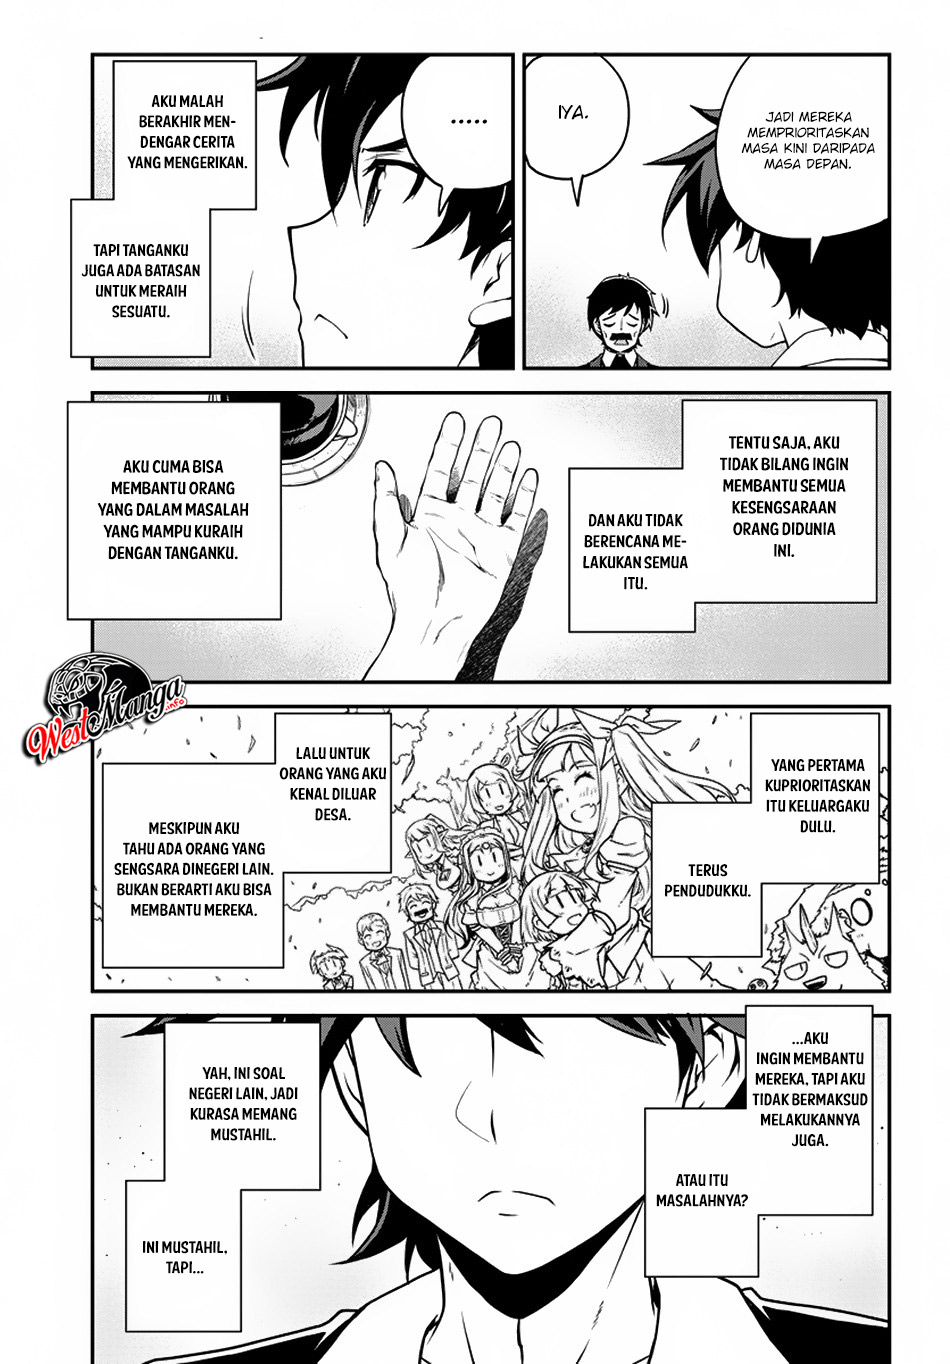 JADI MEREKA
MEMPRIORITASKAN
MASA KINI DARIPADA
MASA DEPAN.
IYA.
.....
AKU MALAH
BERAKHIR MEN-
DENGAR CERITA
YANG MENGERIKAN.
TAPI TANGANKU
JUGA ADA BATASAN
UNTUK MERAIH
SESUATU.
TENTU SAJA, AKU
TIDAK BILANG INGIN
MEMBANTU SEMUA
KESENGSARAAN
ORANG DIDUNIA
INI.
DAN AKU TIDAK
BERENCANA ME-
LAKUKAN SEMUA
ITU.
AKU CUMA BISA
MEMBANTU ORANG
YANG DALAM MASALAH
YANG MAMPU KURAIH
DENGAN TANGANKU.
WestManga
.info
YANG PERTAMA
KUPRIORITASKAN
ITU KELUARGAKU
DULU.
TERUS
PENDUDUKKU.
LALU UNTUK
ORANG YANG AKU
KENAL DILUAR
DESA.
MESKIPUN AKU
TAHU ADA ORANG YANG
SENGSARA DINEGERI LAIN.
BUKAN BERARTI AKU BISA
MEMBANTU MEREKA.
...AKU
INGIN MEMBANTU
MEREKA, TAPI AKU
TIDAK BERMAKSUD
MELAKUKANNYA
JUGA.
ATAU ITU
MASALAHNYA?
YAH, INI SOAL
NEGERI LAIN, JADI
KURASA MEMANG
MUSTAHIL.
INI MUSTAHIL,
TAPI...